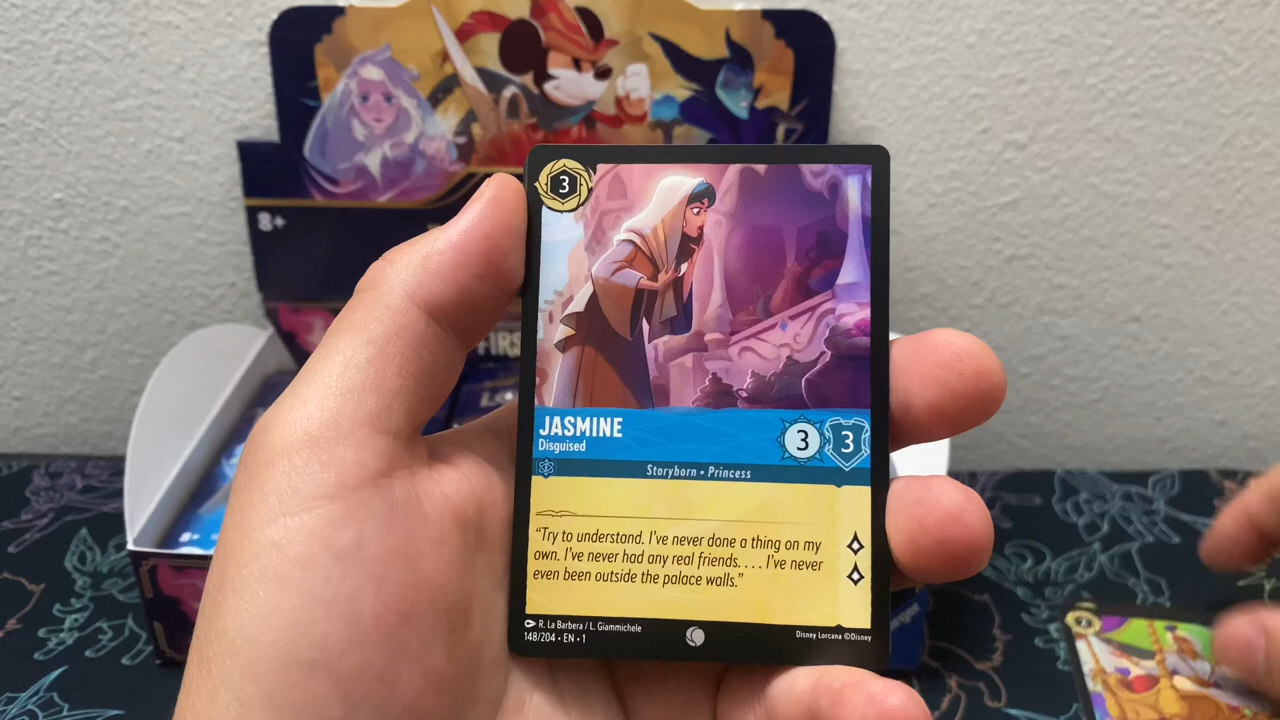 8+
FIRS
3
JASMINE
Disguised
3 3
Storyborn • Princess
“Try to understand. I’ve never done a thing on my
own. I’ve never had any real friends. . . . I’ve never
even been outside the palace walls.”
R. La Barbera / L. Giammichele
148/204 • EN • 1
Disney Lorcana ©Disney
2